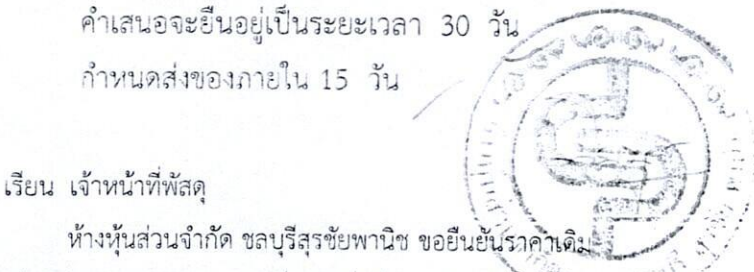 คำเสนอจะยืนอยู่เป็นระยะเวลา 30 วัน
กำหนดส่งของภายใน 15 วัน
เรียน เจ้าหน้าที่พัสดุ
ห้างหุ้นส่วนจำกัด ชลบุรีสุรชัยพานิช ขอยืนยันราคาเดิม